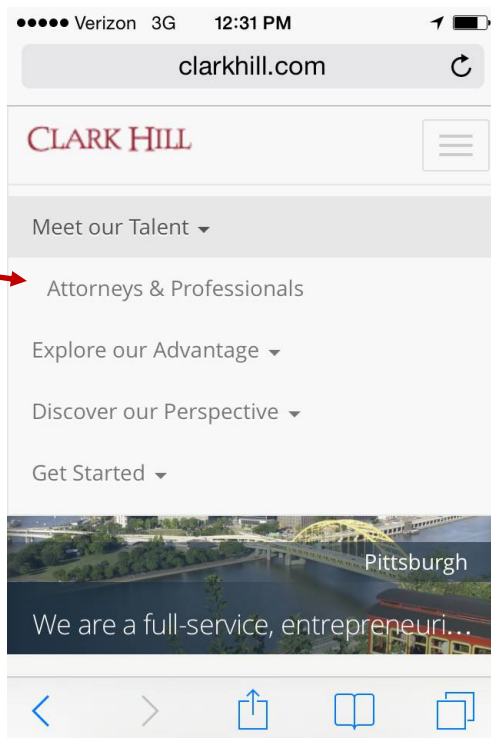 Verizon 3G 12:31 PM
clarkhill.com
CLARK HILL
Meet our Talent
Attorneys & Professionals
Explore our Advantage
Discover our Perspective
Get Started
Pittsburgh
We are a full-service, entrepreneuri...